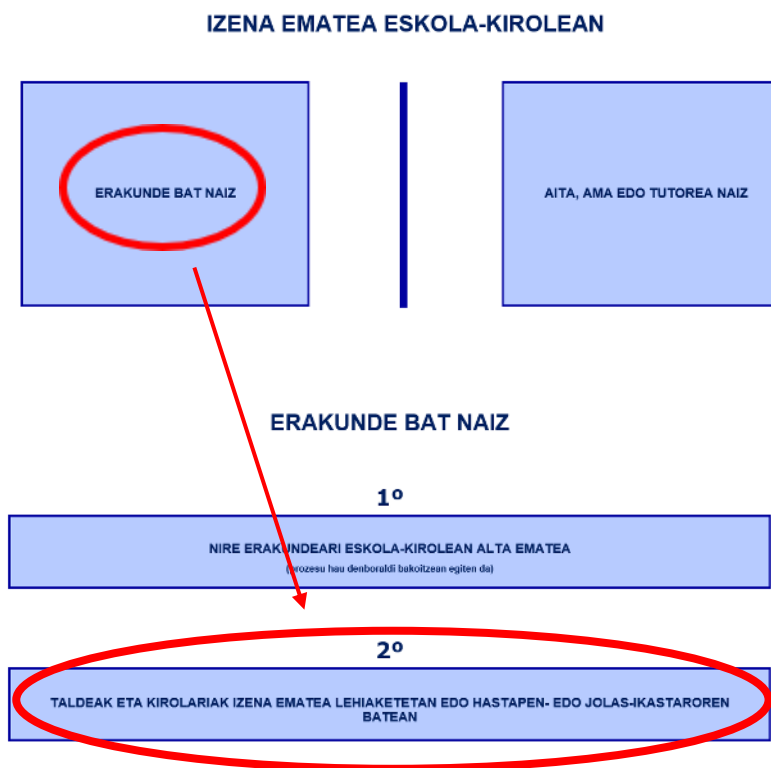 IZENA EMATEA ESKOLA-KIROLEAN
ERAKUNDE BAT NAIZ
AITA, AMA EDO TUTOREA NAIZ
ERAKUNDE BAT NAIZ
1º
NIRE ERAKUNDEARI ESKOLA-KIROLEAN ALTA EMATEA
(prozesu hau denboraldi bakoitzean egiten da)
2º
TALDEAK ETA KIROLARIAK IZENA EMATEA LEHIAKETETAN EDO HASTAPEN- EDO JOLAS-IKASTAROREN
BATEAN